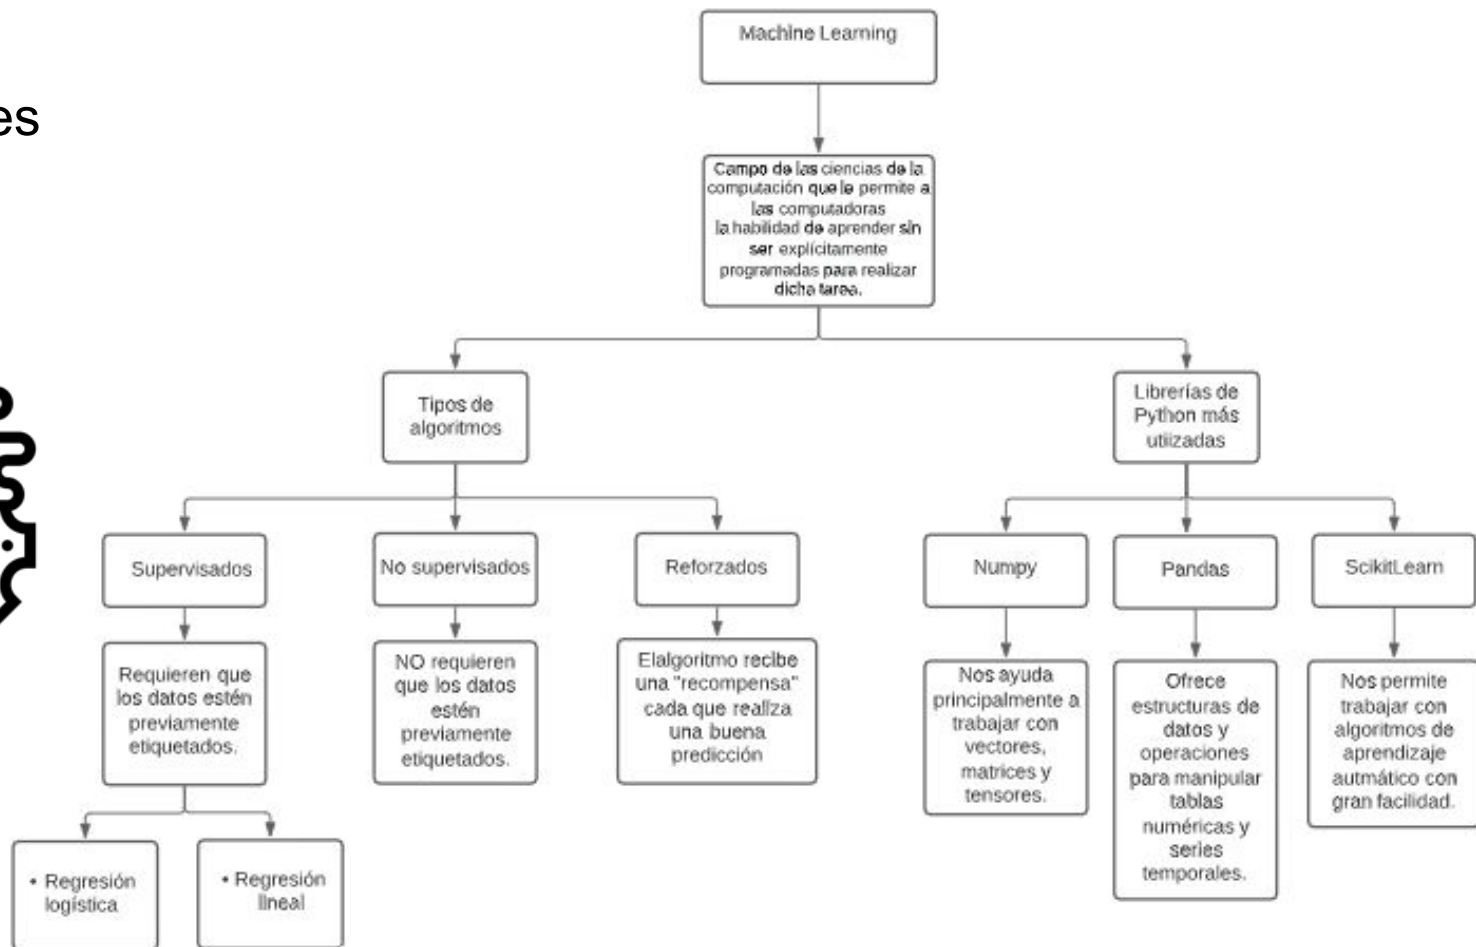 es
Machine Learning
Campo de las ciencias de la
computación que le permite a
las computadoras
la habilidad de aprender sin
ser explícitamente
programadas para realizar
dicha tarea.
Tipos de
algoritmos
Librerías de
Python más
utiizadas
Supervisados
No supervisados
Reforzados
Numpy
Pandas
ScikitLearn
Requieren que
los datos estén
previamente
etiquetados.
NO requieren
que los datos
estén
previamente
etiquetados.
Elalgoritmo recibe
una "recompensa"
cada que realiza
una buena
predicción
Nos ayuda
principalmente a
trabajar con
vectores,
matrices y
tensores.
Ofrece
estructuras de
datos y
operaciones
para manipular
tablas
numéricas y
series
temporales.
Nos permite
trabajar con
algoritmos de
aprendizaje
autmático con
gran facilidad.
• Regresión
logística
• Regresión
lineal